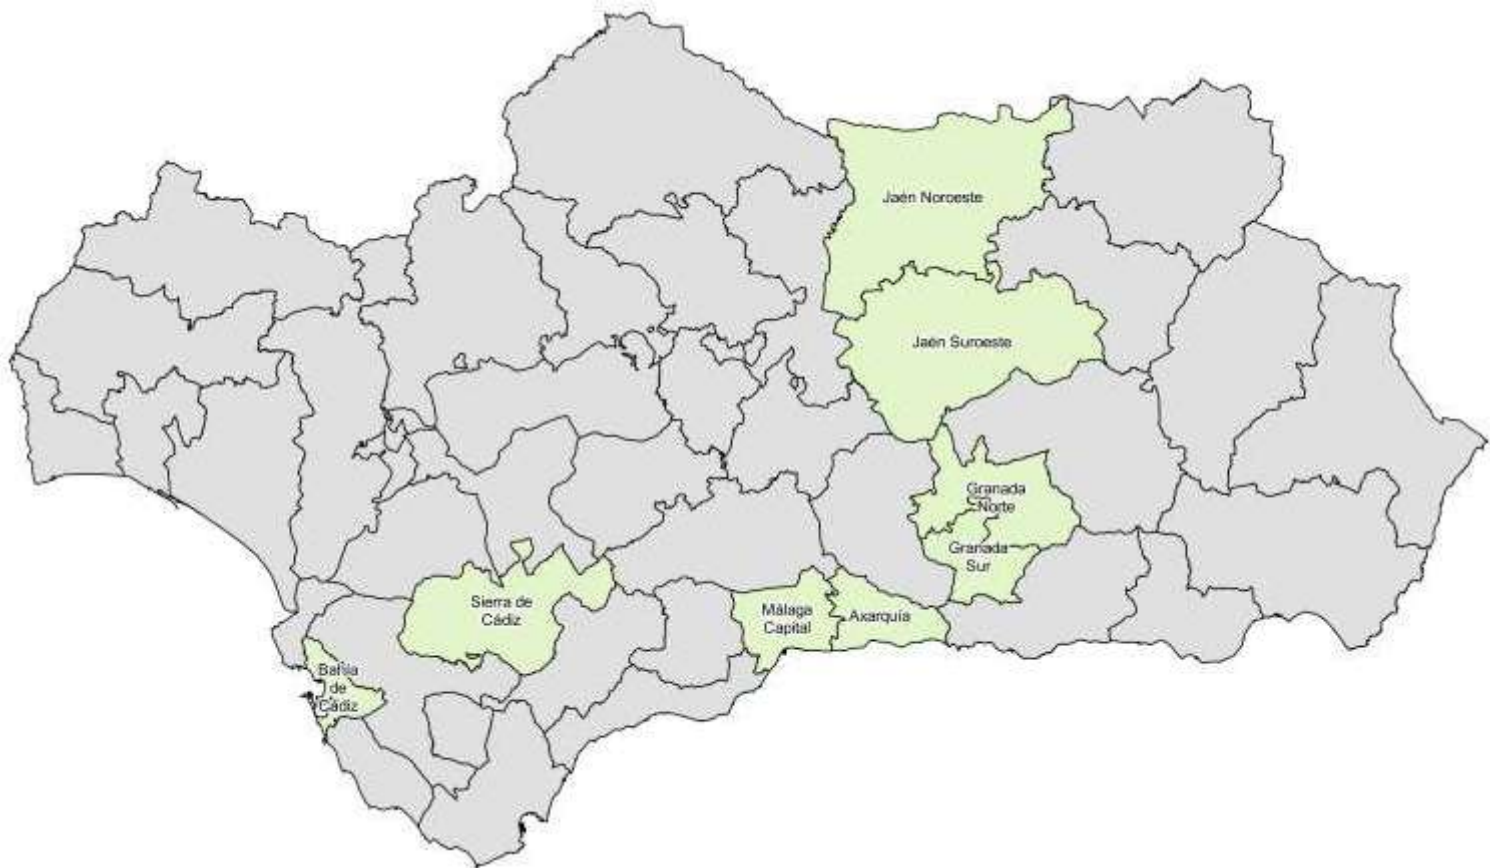 Jaén Noroeste
Jaén Suroeste
Granada
Norte
Granada
Sur
Sierra de
Cádiz
Málaga
Capital
Axarquía
Bahía
de
Cádiz